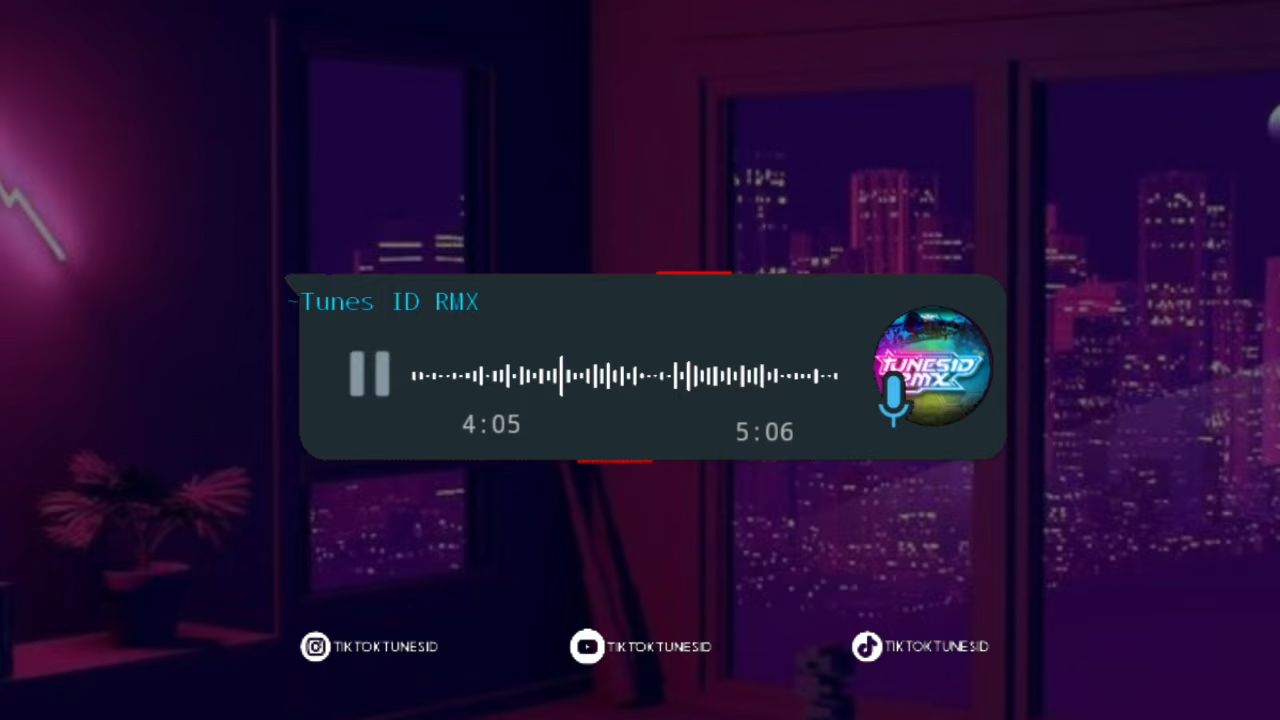 ~Tunes ID RMX
TUNESID
RMX
4:05
5:06
TIKTOKTUNESID
TIKTOKTUNESID
TIKTOKTUNESID